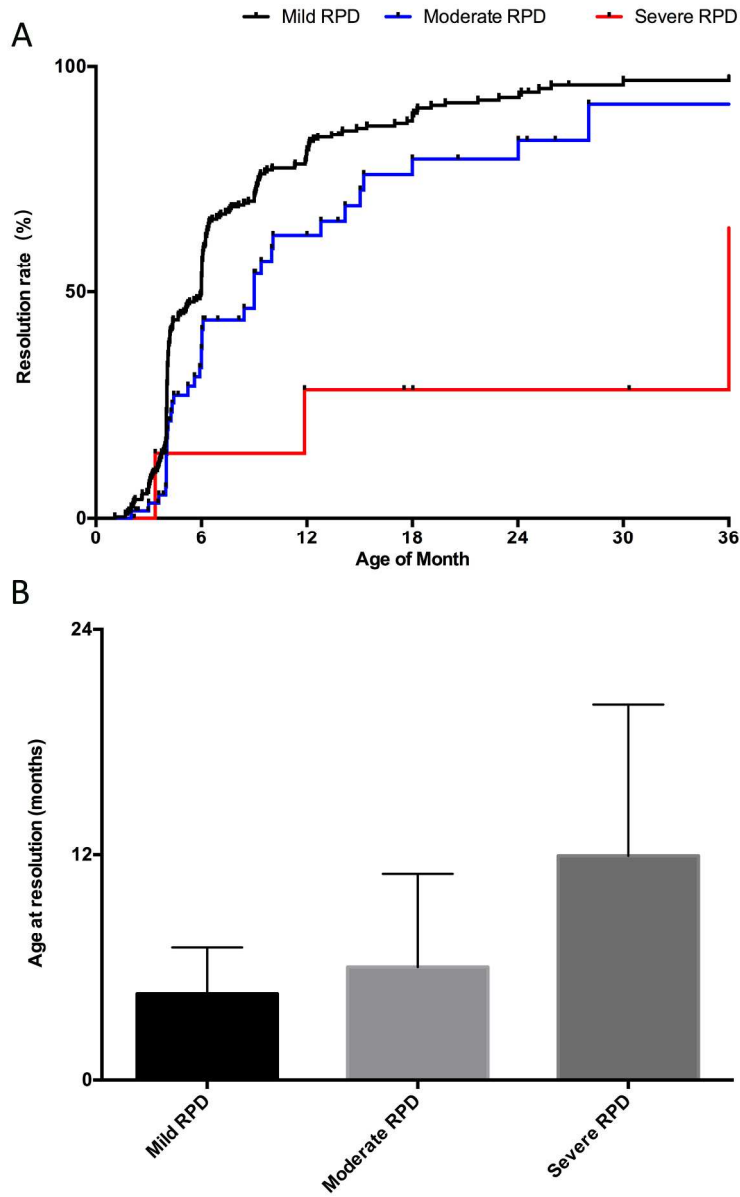 Mild RPD Moderate RPD Severe RPD
A
100
50
0
Resolution rate (%)
0 6 12 18 24 30 36
Age of Month
B
24
12
0
Age at resolution (months)
Mild RPD
Moderate RPD
Severe RPD